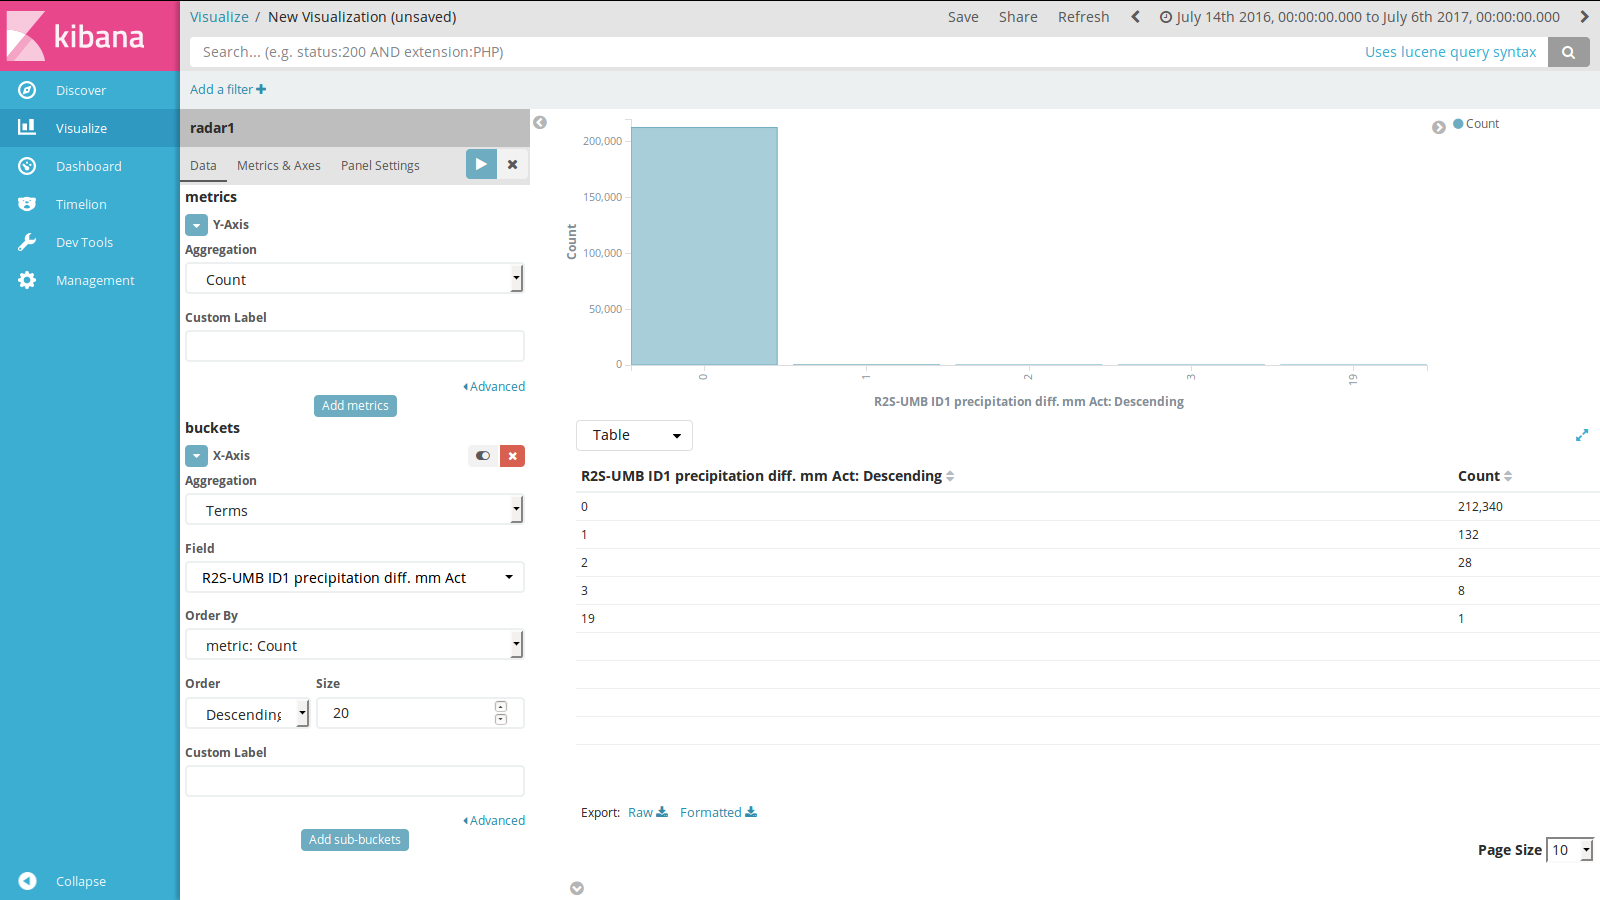 kibana
Discover
Visualize
Dashboard
Timelion
Dev Tools
Management
Collapse
Visualize / New Visualization (unsaved)
Save Share Refresh July 14th 2016, 00:00:00.000 to July 6th 2017, 00:00:00.000
Search... (e.g. status:200 AND extension:PHP) Uses lucene query syntax
Add a filter
radar1
Data Metrics & Axes Panel Settings
metrics
Y-Axis
Aggregation
Count
Custom Label
Advanced
Add metrics
buckets
X-Axis
Aggregation
Terms
Field
R2S-UMB ID1 precipitation diff. mm Act
Order By
metric: Count
Order Size
Descending 20
Custom Label
Advanced
Add sub-buckets
Count
200,000
150,000
100,000
50,000
0
Count
0 1 2 3 19
R2S-UMB ID1 precipitation diff. mm Act: Descending
Table
R2S-UMB ID1 precipitation diff. mm Act: Descending Count
0 212,340
1 132
2 28
3 8
19 1
Export: Raw Formatted
Page Size 10